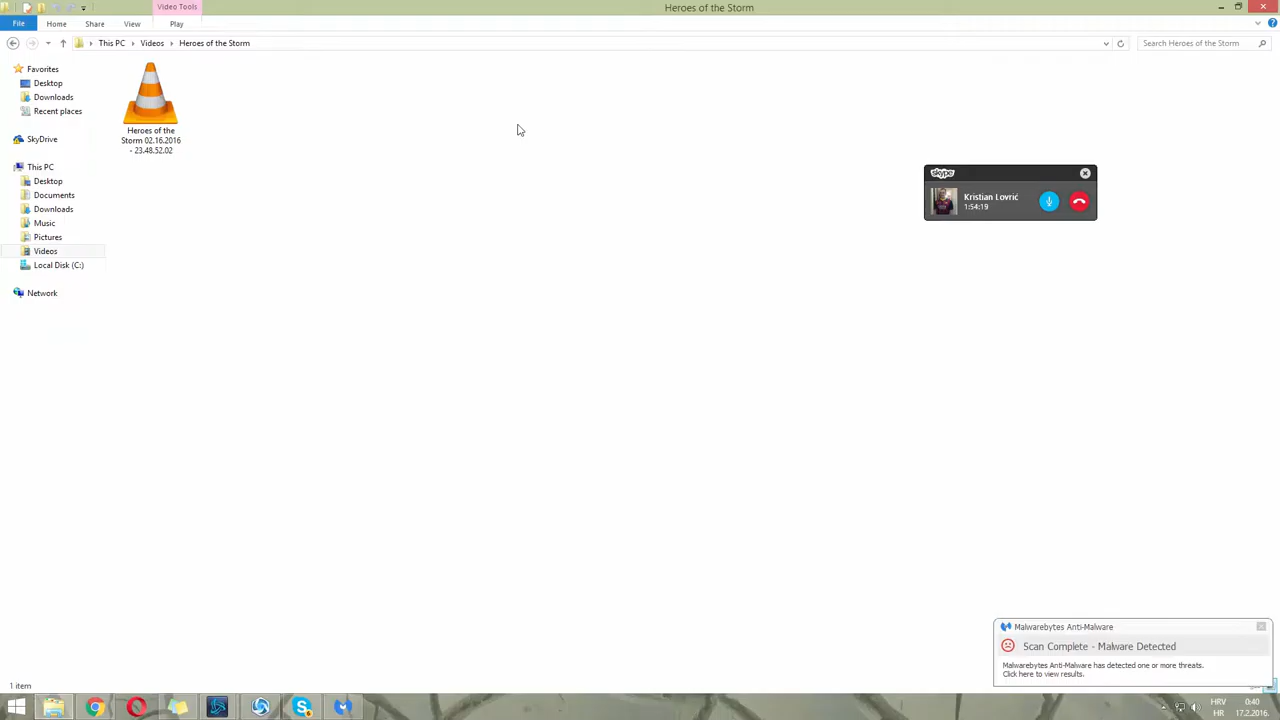 Video Tools
Heroes of the Storm
File
Home
Share
View
Play
This PC
Videos
Heroes of the Storm
Search Heroes of the Storm
Favorites
Desktop
Downloads
Recent places
SkyDrive
This PC
Desktop
Documents
Downloads
Music
Pictures
Videos
Local Disk (C:)
Network
Heroes of the
Storm 02.16.2016
- 23.48.52.02
skype
Kristian Lovrić
1:54:19
Malwarebytes Anti-Malware
Scan Complete - Malware Detected
Malwarebytes Anti-Malware has detected one or more threats.
Click here to view results.
1 item
HRV
HR
0:40
17.2.2016.